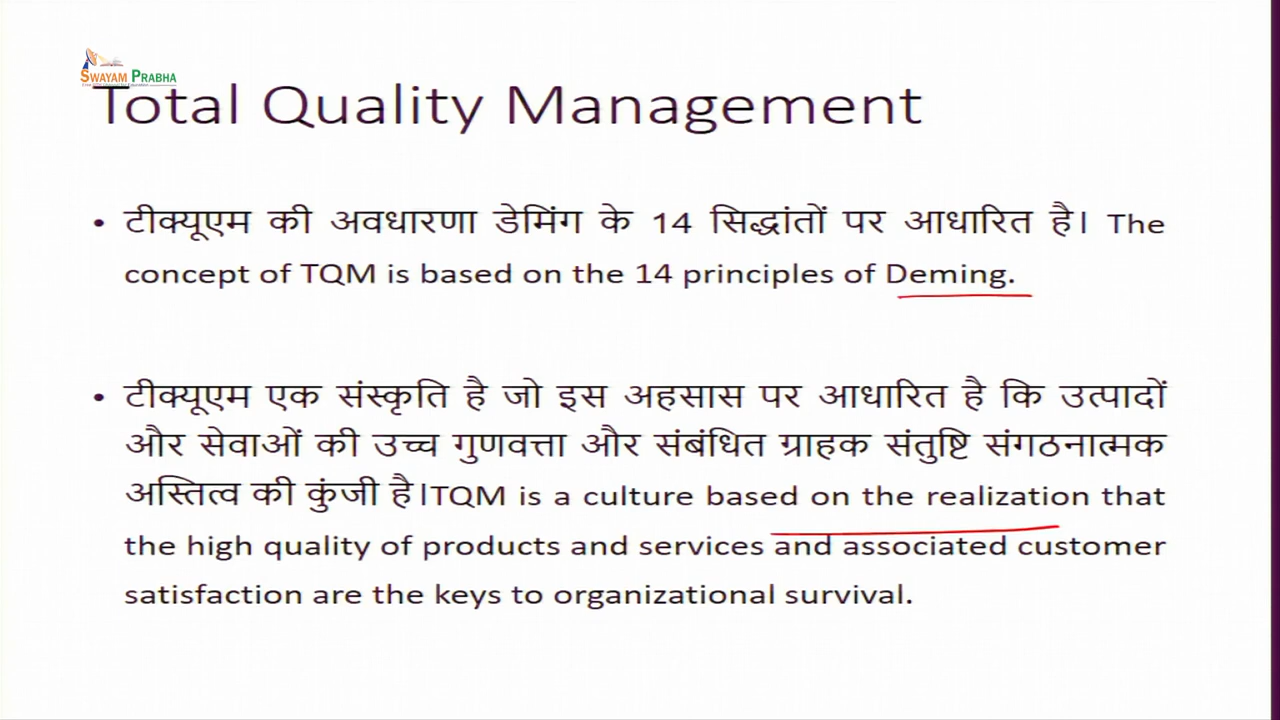 SWAYAM PRABHA
Total Quality Management
• टीक्यूएम की अवधारणा डेमिंग के 14 सिद्धांतों पर आधारित है। The
concept of TQM is based on the 14 principles of Deming.
• टीक्यूएम एक संस्कृति है जो इस अहसास पर आधारित है कि उत्पादों
और सेवाओं की उच्च गुणवत्ता और संबंधित ग्राहक संतुष्टि संगठनात्मक
अस्तित्व की कुंजी है।TQM is a culture based on the realization that
the high quality of products and services and associated customer
satisfaction are the keys to organizational survival.